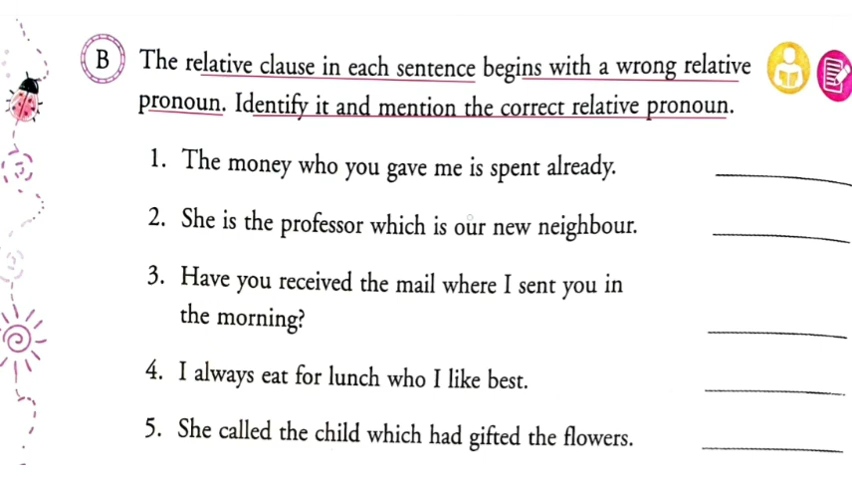 B The relative clause in each sentence begins with a wrong relative
pronoun. Identify it and mention the correct relative pronoun.
1. The money who you gave me is spent already.
2. She is the professor which is our new neighbour.
3. Have you received the mail where I sent you in
the morning?
4. I always eat for lunch who I like best.
5. She called the child which had gifted the flowers.